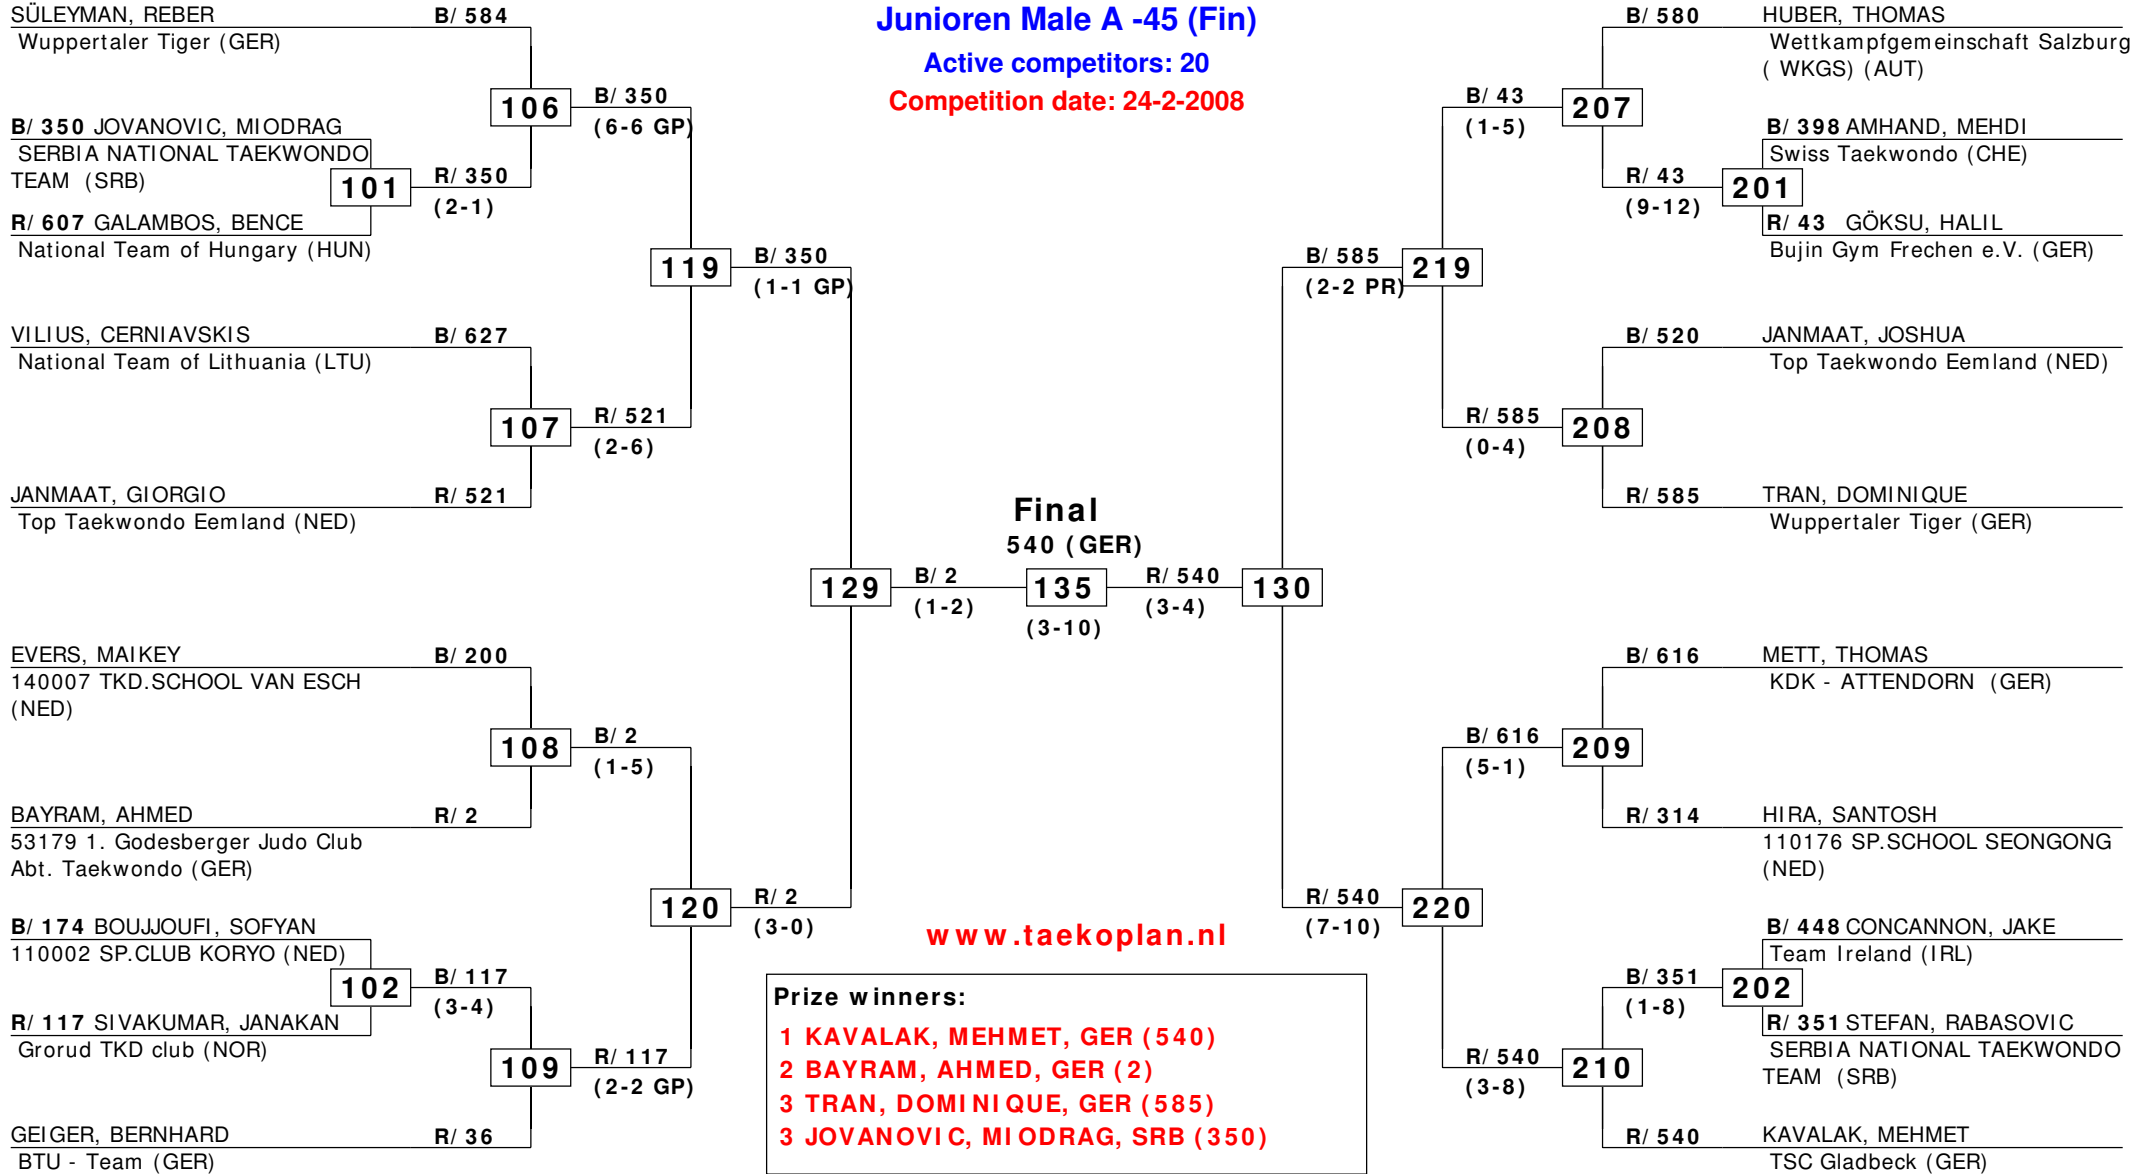 Junioren Male A -45 (Fin)
Active competitors: 20
Competition date: 24-2-2008
SÜLEYMAN, REBER B/ 584
Wuppertaler Tiger (GER)
106
B/ 350
(6-6 GP)
B/ 350 JOVANOVIC, MIODRAG
SERBIA NATIONAL TAEKWONDO
TEAM (SRB)
101
R/ 350
(2-1)
R/ 607 GALAMBOS, BENCE
National Team of Hungary (HUN)
119
B/ 350
(1-1 GP)
VILIUS, CERNIAVSKIS B/ 627
National Team of Lithuania (LTU)
107
R/ 521
(2-6)
JANMAAT, GIORGIO R/ 521
Top Taekwondo Eemland (NED)
129
B/ 2
(1-2)
EVERS, MAIKEY B/ 200
140007 TKD.SCHOOL VAN ESCH
(NED)
108
B/ 2
(1-5)
BAYRAM, AHMED R/ 2
53179 1. Godesberger Judo Club
Abt. Taekwondo (GER)
120
R/ 2
(3-0)
B/ 174 BOUJJOUFI, SOFYAN
110002 SP.CLUB KORYO (NED)
102
B/ 117
(3-4)
R/ 117 SIVAKUMAR, JANAKAN
Grorud TKD club (NOR)
109
R/ 117
(2-2 GP)
GEIGER, BERNHARD R/ 36
BTU - Team (GER)
Final
540 (GER)
135
(3-10)
R/ 540
(3-4)
130
B/ 580 HUBER, THOMAS
Wettkampfgemeinschaft Salzburg
( WKGS) (AUT)
B/ 43
(1-5)
207
B/ 398 AMHAND, MEHDI
Swiss Taekwondo (CHE)
R/ 43
(9-12)
201
R/ 43 GÖKSU, HALIL
Bujin Gym Frechen e.V. (GER)
B/ 585
(2-2 PR)
219
B/ 520 JANMAAT, JOSHUA
Top Taekwondo Eemland (NED)
R/ 585
(0-4)
208
R/ 585 TRAN, DOMINIQUE
Wuppertaler Tiger (GER)
B/ 616 METT, THOMAS
KDK - ATTENDORN (GER)
B/ 616
(5-1)
209
R/ 314 HIRA, SANTOSH
110176 SP.SCHOOL SEONGONG
(NED)
R/ 540
(7-10)
220
B/ 448 CONCANNON, JAKE
Team Ireland (IRL)
B/ 351
(1-8)
202
R/ 351 STEFAN, RABASOVIC
SERBIA NATIONAL TAEKWONDO
TEAM (SRB)
R/ 540
(3-8)
210
R/ 540 KAVALAK, MEHMET
TSC Gladbeck (GER)
www.taekoplan.nl
Prize winners:
1 KAVALAK, MEHMET, GER (540)
2 BAYRAM, AHMED, GER (2)
3 TRAN, DOMINIQUE, GER (585)
3 JOVANOVIC, MIODRAG, SRB (350)